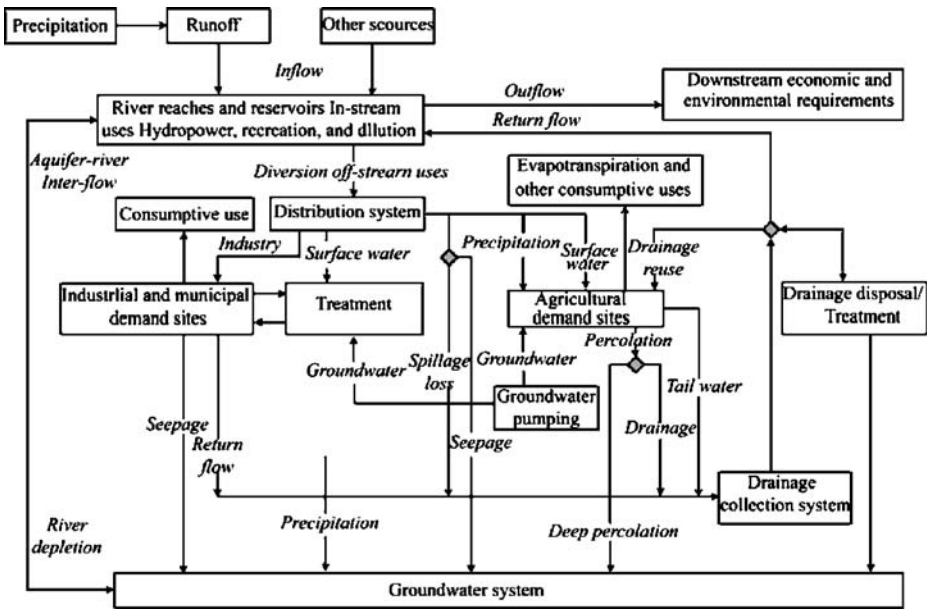 Precipitation
Runoff
Other scources
Inflow
River reaches and reservoirs In-stream
uses Hydropower, recreation, and dllution
Outflow
Downstream economic and
environmental requirements
Return flow
Aquifer-river
Inter-flow
Diversion off-strearn uses
Evapotranspiration and
other consumptive uses
Consumptive use
Distribution system
Industry
Surface water
Precipitation
Surface
water
Drainage
reuse
Industrlial and municipal
demand sites
Treatment
Agricultural
demand sites
Drainage disposal/
Treatment
Percolation
Groundwater
Spillage
loss
Groundwater
Tail water
Groundwater
pumping
Seepage
Return
flow
Seepage
Drainage
Drainage
collection system
Precipitation
Deep percolation
River
depletion
Groundwater system